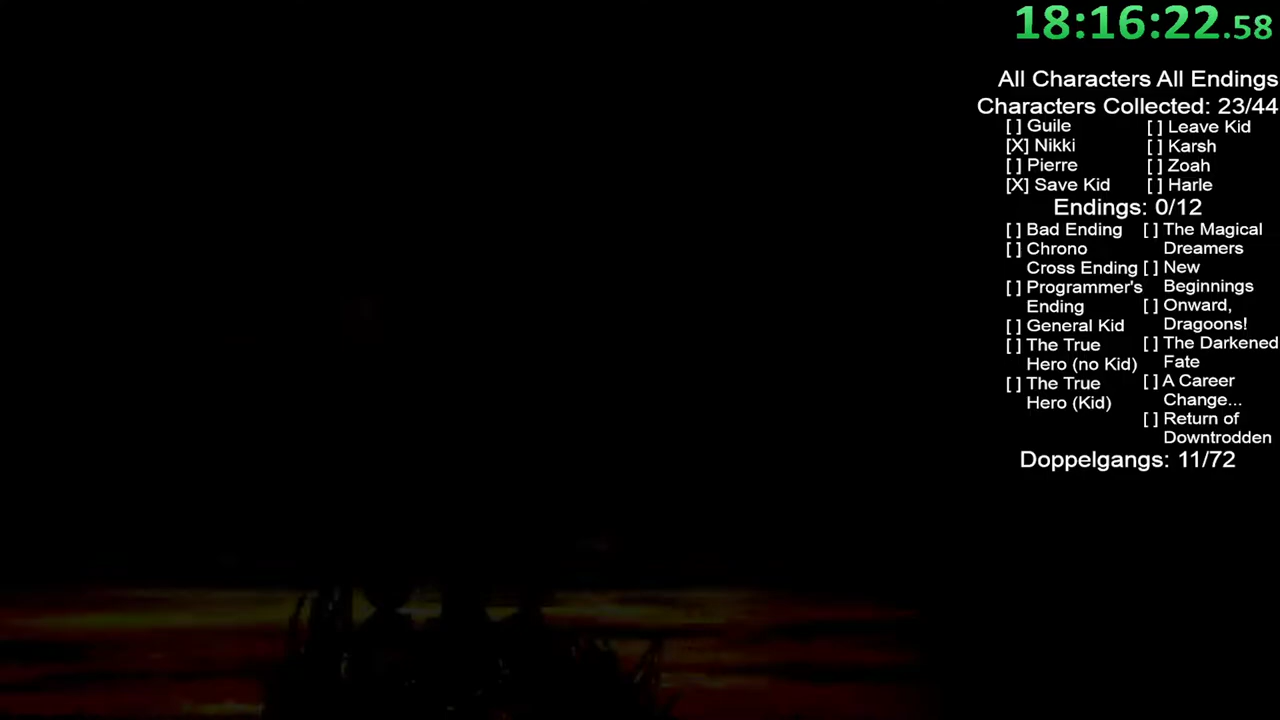 18:16:22.58
All Characters All Endings
Characters Collected: 23/44
[ ] Guile
[X] Nikki
[ ] Pierre
[X] Save Kid
[ ] Leave Kid
[ ] Karsh
[ ] Zoah
[ ] Harle
Endings: 0/12
[ ] Bad Ending
[ ] Chrono
Cross Ending
[ ] Programmer's
Ending
[ ] General Kid
[ ] The True
Hero (no Kid)
[ ] The True
Hero (Kid)
[ ] The Magical
Dreamers
[ ] New
Beginnings
[ ] Onward,
Dragoons!
[ ] The Darkened
Fate
[ ] A Career
Change...
[ ] Return of
Downtrodden
Doppelgangs: 11/72